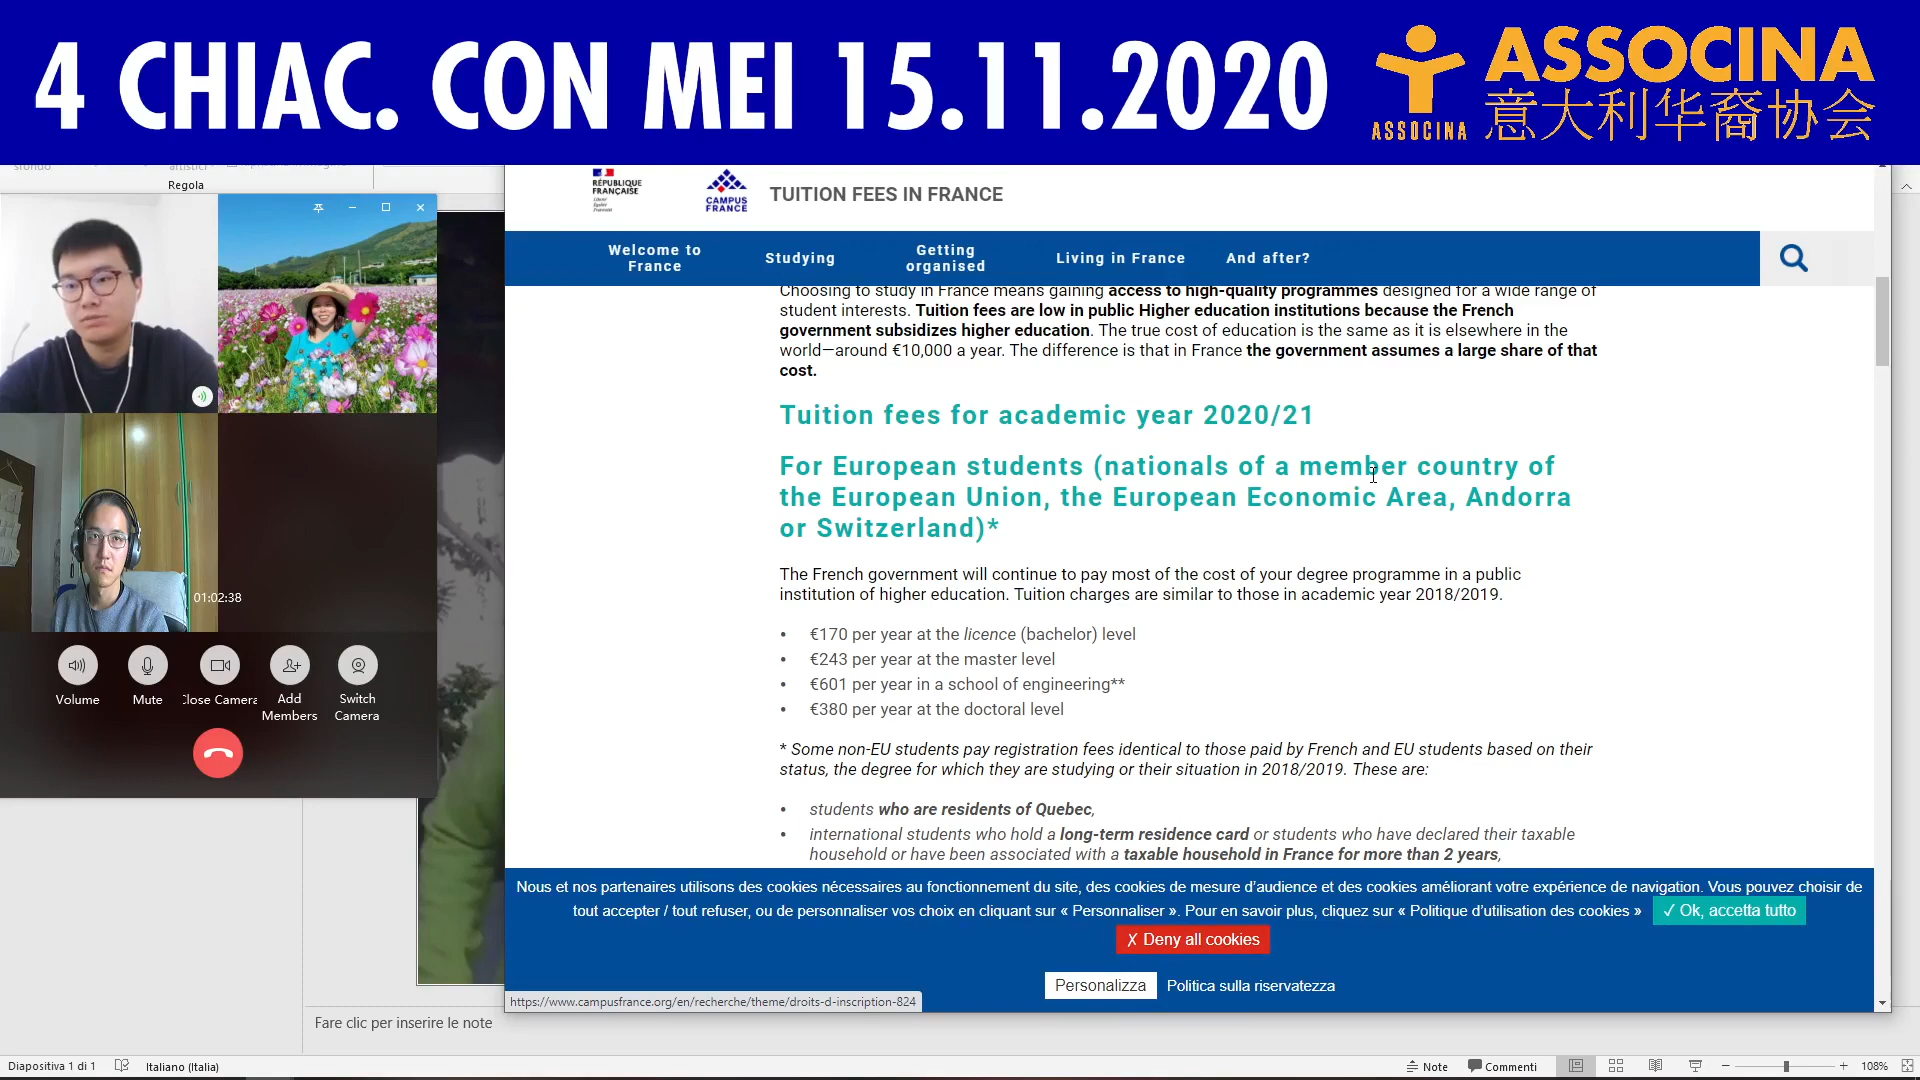 4 CHIAC. CON MEI 15.11.2020
ASSOCINA
ASSOCINA
意大利华裔协会
Regola
RÉPUBLIQUE
FRANÇAISE
CAMPUS
FRANCE
TUITION FEES IN FRANCE
Welcome to
France
Studying
Getting
organised
Living in France
And after?
Choosing to study in France means gaining access to high-quality programmes designed for a wide range of
student interests. Tuition fees are low in public Higher education institutions because the French
government subsidizes higher education. The true cost of education is the same as it is elsewhere in the
world—around €10,000 a year. The difference is that in France the government assumes a large share of that
cost.
Tuition fees for academic year 2020/21
For European students (nationals of a member country of
the European Union, the European Economic Area, Andorra
or Switzerland)*
The French government will continue to pay most of the cost of your degree programme in a public
institution of higher education. Tuition charges are similar to those in academic year 2018/2019.
• €170 per year at the licence (bachelor) level
• €243 per year at the master level
• €601 per year in a school of engineering**
• €380 per year at the doctoral level
* Some non-EU students pay registration fees identical to those paid by French and EU students based on their
status, the degree for which they are studying or their situation in 2018/2019. These are:
• students who are residents of Quebec,
• international students who hold a long-term residence card or students who have declared their taxable
household or have been associated with a taxable household in France for more than 2 years,
Nous et nos partenaires utilisons des cookies nécessaires au fonctionnement du site, des cookies de mesure d'audience et des cookies améliorant votre expérience de navigation. Vous pouvez choisir de
tout accepter / tout refuser, ou de personnaliser vos choix en cliquant sur « Personnaliser ». Pour en savoir plus, cliquez sur « Politique d'utilisation des cookies »
✓ Ok, accetta tutto
✗ Deny all cookies
Personalizza
Politica sulla riservatezza
https://www.campusfrance.org/en/recherche/theme/droits-d-inscription-824
01:02:38
Volume
Mute
Close Camera
Add
Members
Switch
Camera
Fare clic per inserire le note
Diapositiva 1 di 1
Italiano (Italia)
Note
Commenti
108%